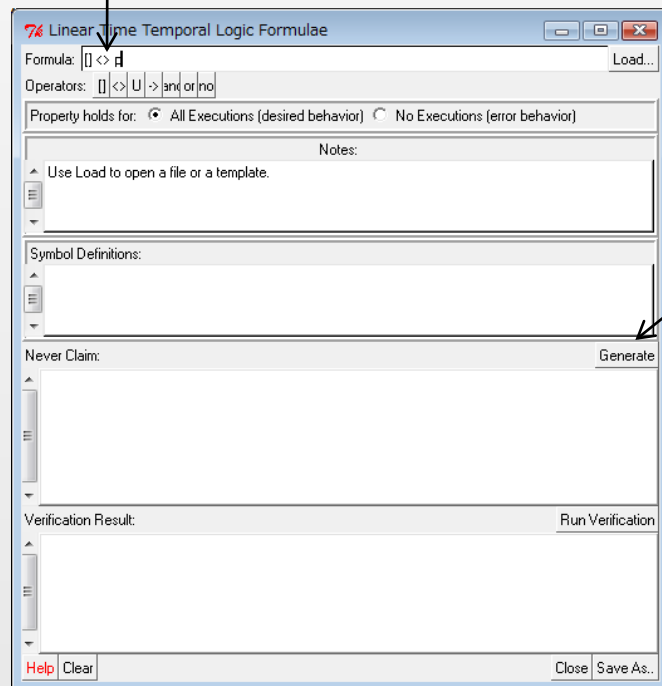 Linear Time Temporal Logic Formulae
Formula: [] <> p Load...
Operators: [] <> U -> and or no
Property holds for: All Executions (desired behavior) No Executions (error behavior)
Notes:
Use Load to open a file or a template.
Symbol Definitions:
Never Claim: Generate
Verification Result: Run Verification
Help Clear Close Save As..